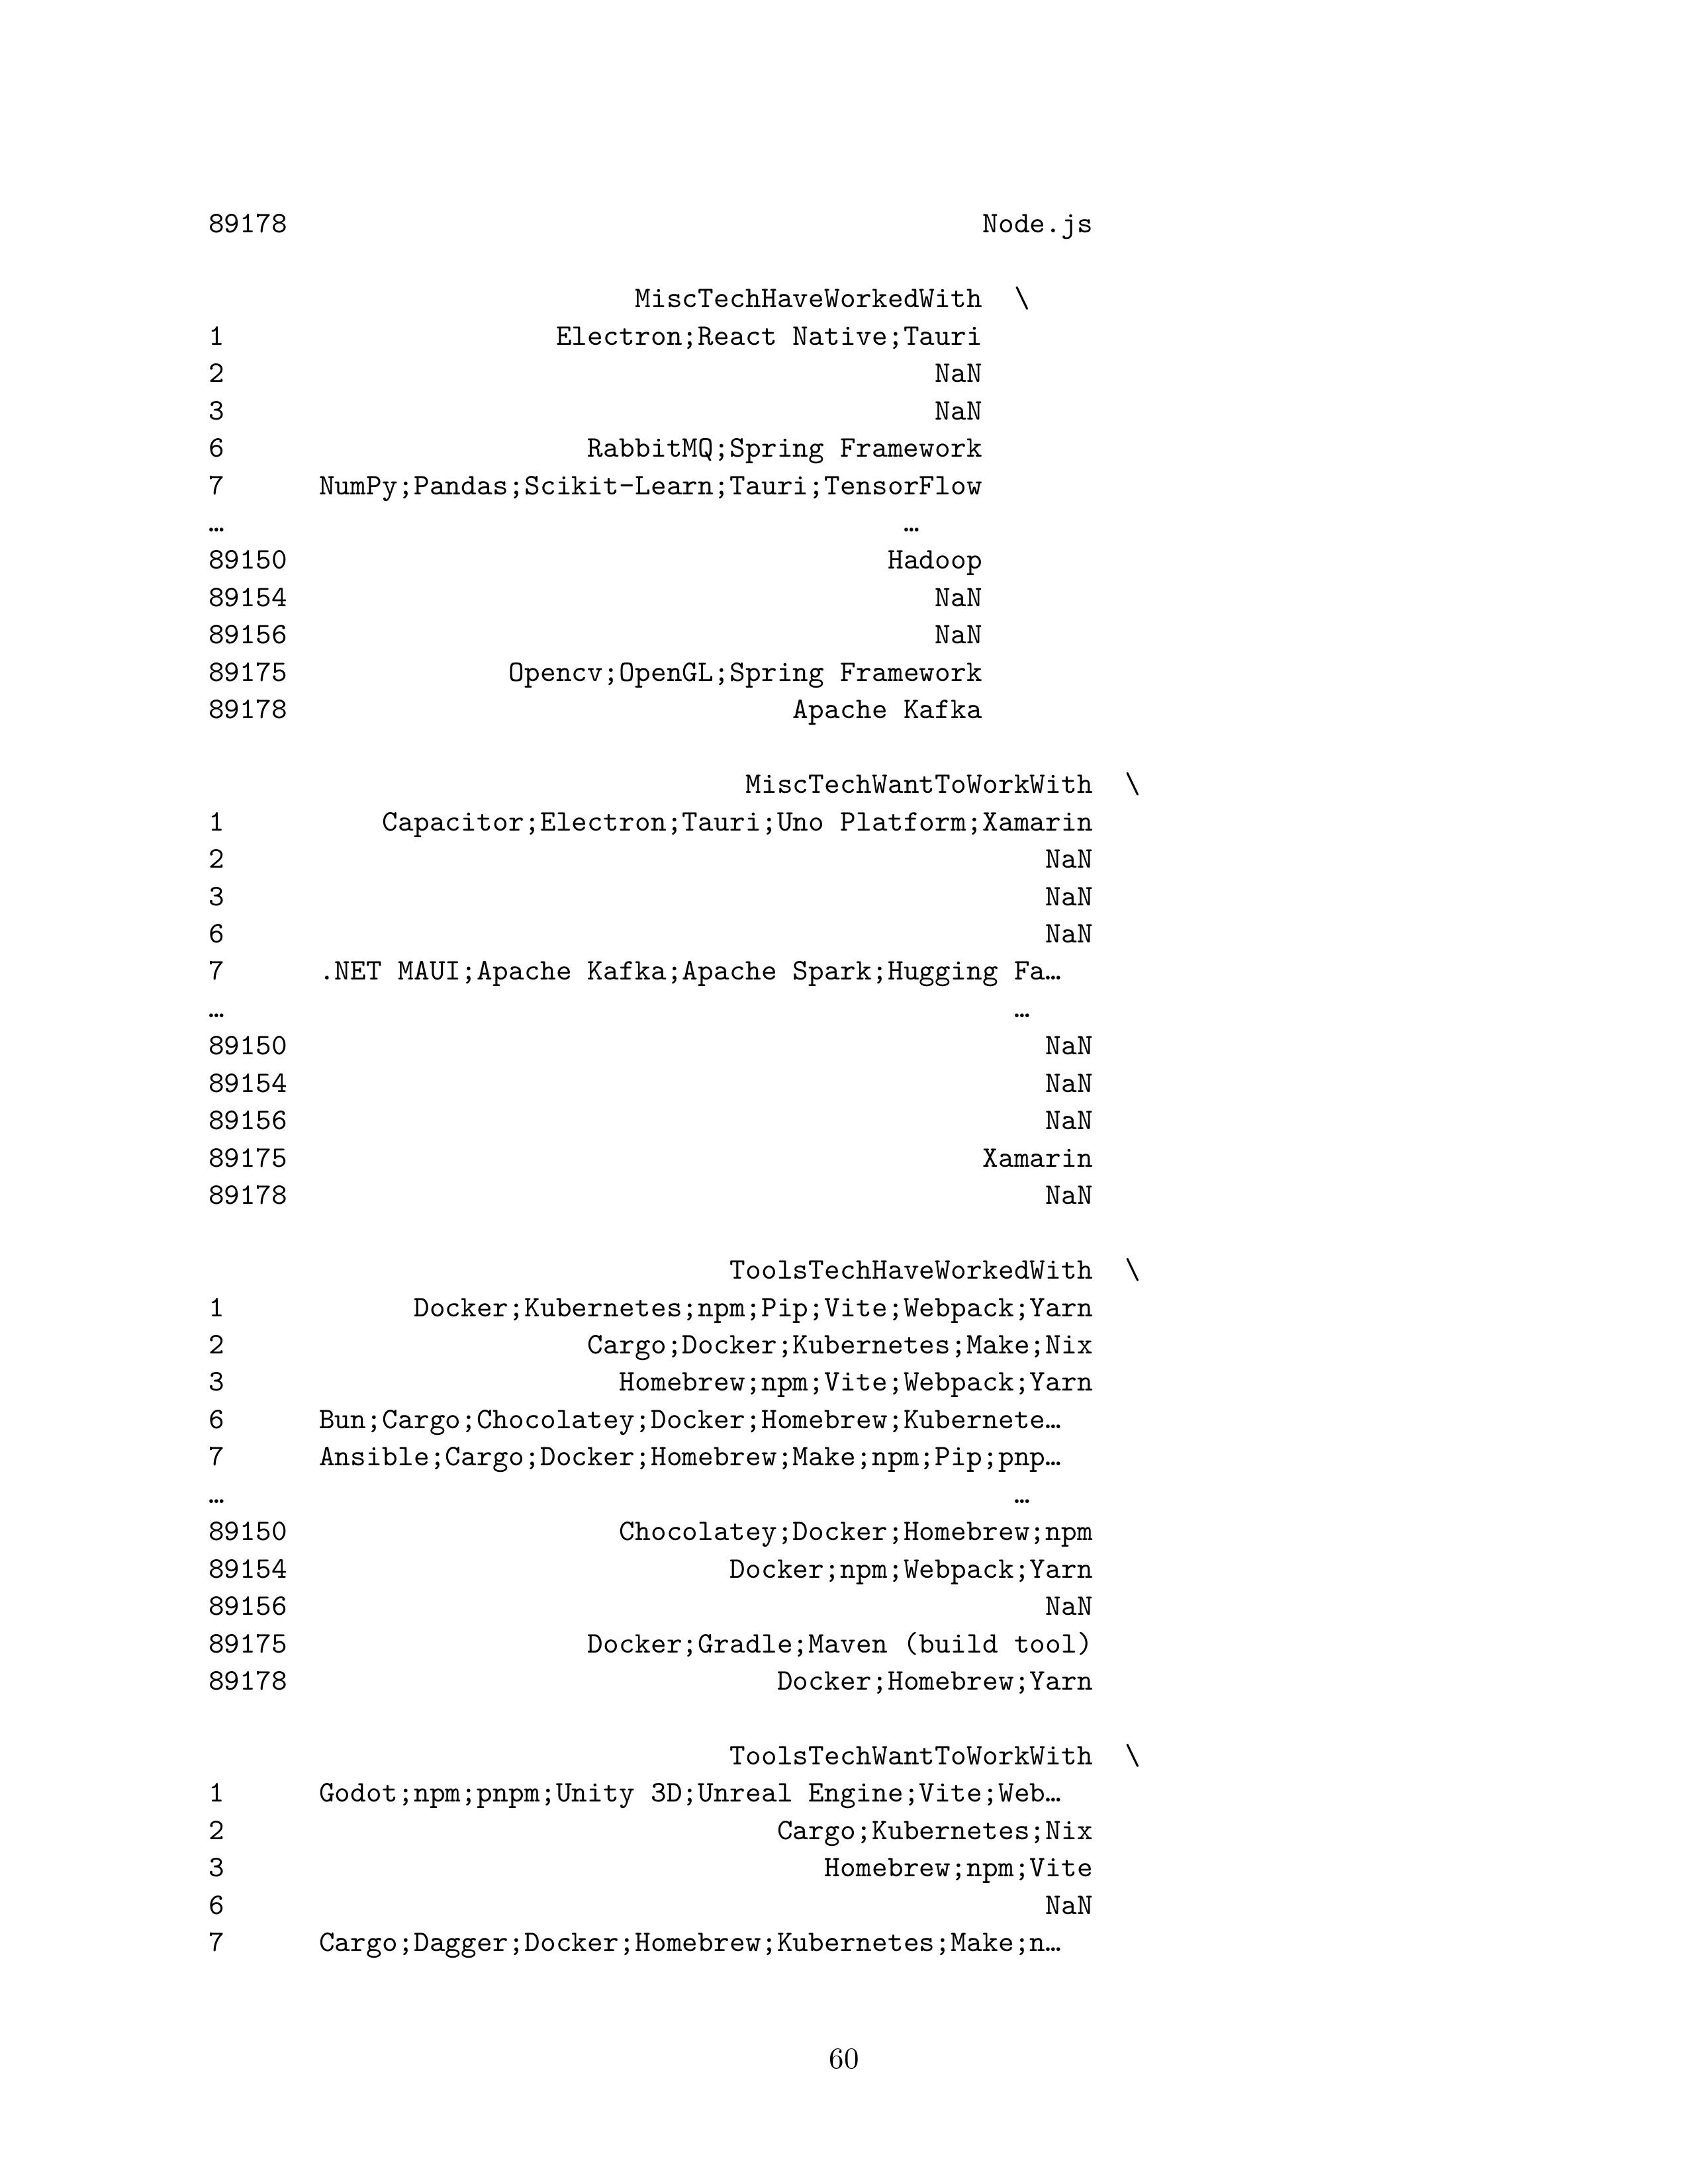 89178 Node.js
MiscTechHaveWorkedWith \
1 Electron;React Native;Tauri
2 NaN
3 NaN
6 RabbitMQ;Spring Framework
7 NumPy;Pandas;Scikit-Learn;Tauri;TensorFlow
… …
89150 Hadoop
89154 NaN
89156 NaN
89175 Opencv;OpenGL;Spring Framework
89178 Apache Kafka
MiscTechWantToWorkWith \
1 Capacitor;Electron;Tauri;Uno Platform;Xamarin
2 NaN
3 NaN
6 NaN
7 .NET MAUI;Apache Kafka;Apache Spark;Hugging Fa…
… …
89150 NaN
89154 NaN
89156 NaN
89175 Xamarin
89178 NaN
ToolsTechHaveWorkedWith \
1 Docker;Kubernetes;npm;Pip;Vite;Webpack;Yarn
2 Cargo;Docker;Kubernetes;Make;Nix
3 Homebrew;npm;Vite;Webpack;Yarn
6 Bun;Cargo;Chocolatey;Docker;Homebrew;Kubernete…
7 Ansible;Cargo;Docker;Homebrew;Make;npm;Pip;pnp…
… …
89150 Chocolatey;Docker;Homebrew;npm
89154 Docker;npm;Webpack;Yarn
89156 NaN
89175 Docker;Gradle;Maven (build tool)
89178 Docker;Homebrew;Yarn
ToolsTechWantToWorkWith \
1 Godot;npm;pnpm;Unity 3D;Unreal Engine;Vite;Web…
2 Cargo;Kubernetes;Nix
3 Homebrew;npm;Vite
6 NaN
7 Cargo;Dagger;Docker;Homebrew;Kubernetes;Make;n…
60